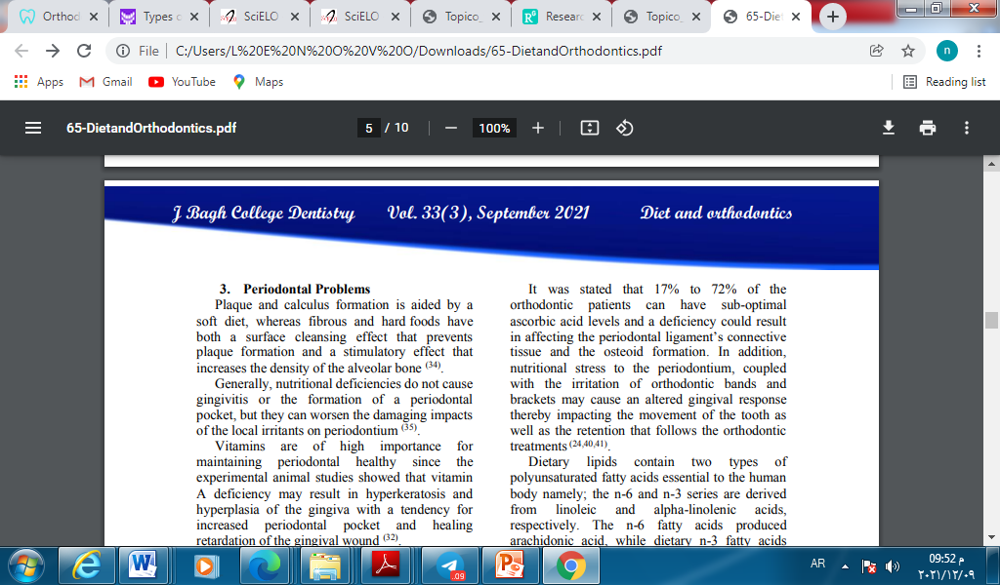 Orthod
Types c
SciELO
SciELO
Topico_
Researc
Topico_
65-Diet
File
C:/Users/L%20E%20N%20O%20V%20O/Downloads/65-DietandOrthodontics.pdf
n
Apps
Gmail
YouTube
Maps
Reading list
65-DietandOrthodontics.pdf
5 / 10
100%
J Bagh College Dentistry Vol. 33(3), September 2021 Diet and orthodontics
3. Periodontal Problems
Plaque and calculus formation is aided by a
soft diet, whereas fibrous and hard foods have
both a surface cleansing effect that prevents
plaque formation and a stimulatory effect that
increases the density of the alveolar bone (34).
Generally, nutritional deficiencies do not cause
gingivitis or the formation of a periodontal
pocket, but they can worsen the damaging impacts
of the local irritants on periodontium (35).
Vitamins are of high importance for
maintaining periodontal healthy since the
experimental animal studies showed that vitamin
A deficiency may result in hyperkeratosis and
hyperplasia of the gingiva with a tendency for
increased periodontal pocket and healing
retardation of the gingival wound (32).
It was stated that 17% to 72% of the
orthodontic patients can have sub-optimal
ascorbic acid levels and a deficiency could result
in affecting the periodontal ligament's connective
tissue and the osteoid formation. In addition,
nutritional stress to the periodontium, coupled
with the irritation of orthodontic bands and
brackets may cause an altered gingival response
thereby impacting the movement of the tooth as
well as the retention that follows the orthodontic
treatments (24,40,41).
Dietary lipids contain two types of
polyunsaturated fatty acids essential to the human
body namely; the n-6 and n-3 series are derived
from linoleic and alpha-linolenic acids,
respectively. The n-6 fatty acids produced
arachidonic acid, while dietary n-3 fatty acids
.09
AR
09:52 م
٢٠٢١/١٢/٠٩